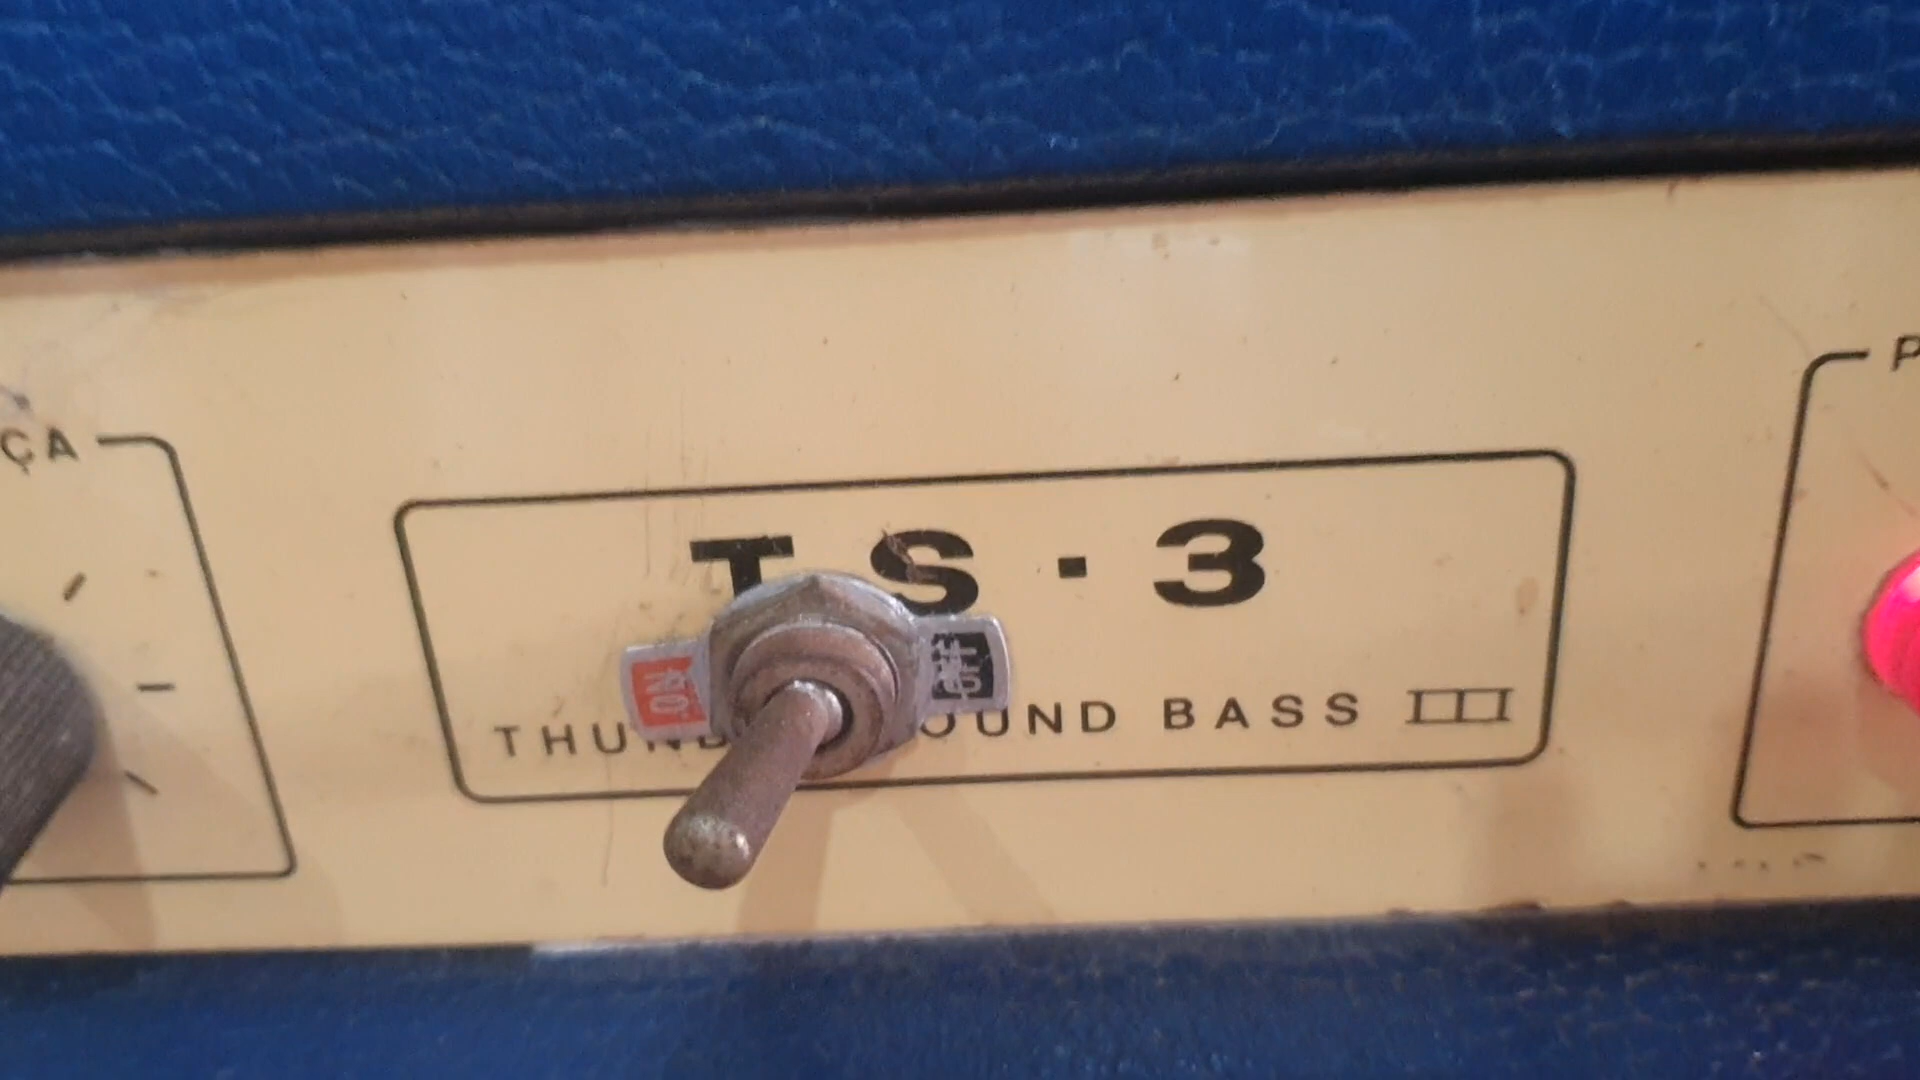 ÇA
P
TS·3
ON
OFF
THUND OUND BASS III